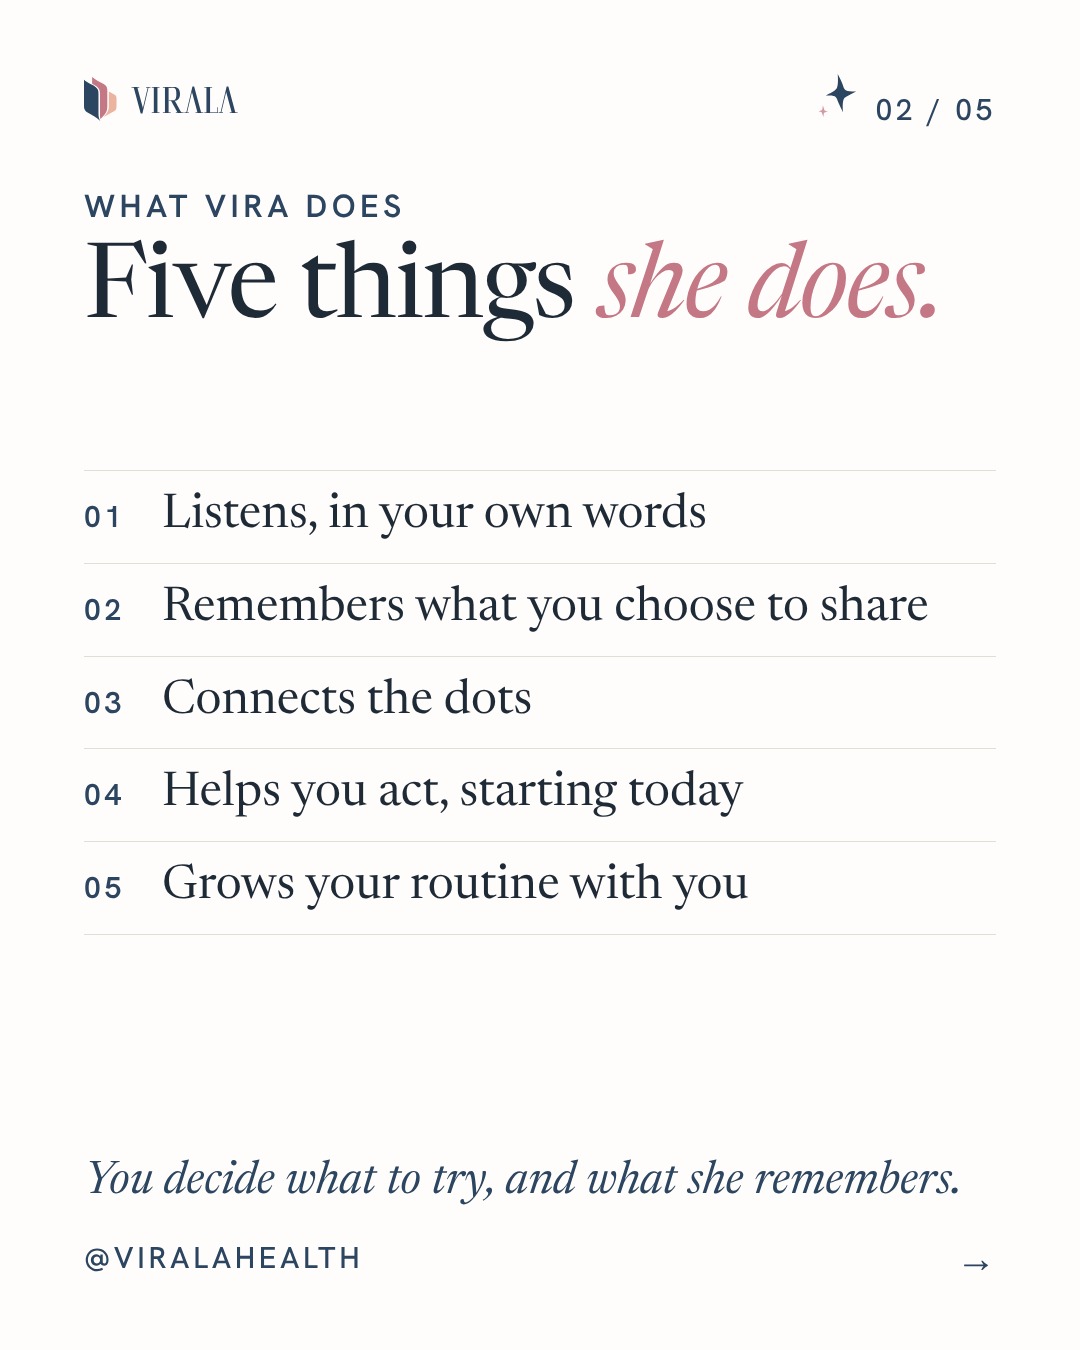 VIRALA
02 / 05
WHAT VIRA DOES
Five things she does.
01 Listens, in your own words
02 Remembers what you choose to share
03 Connects the dots
04 Helps you act, starting today
05 Grows your routine with you
You decide what to try, and what she remembers.
@VIRALAHEALTH →